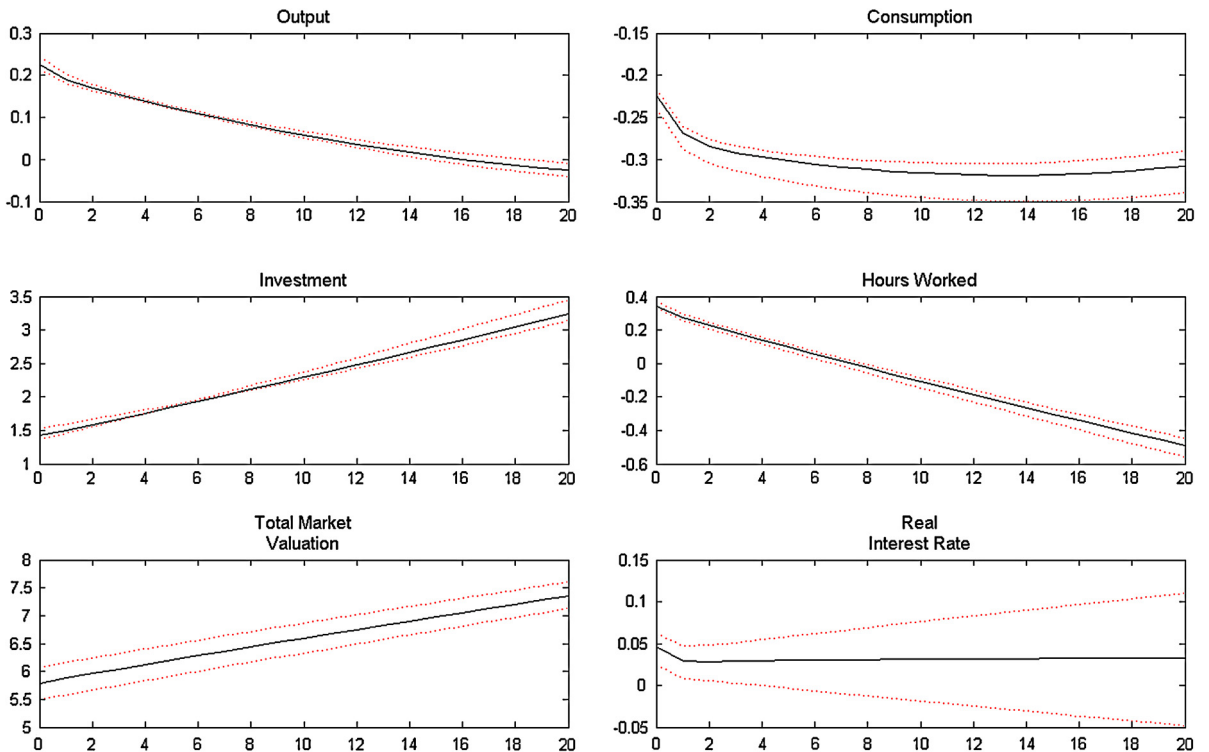 Output
0.3
0.2
0.1
0
-0.1
0 2 4 6 8 10 12 14 16 18 20
Consumption
-0.15
-0.2
-0.25
-0.3
-0.35
0 2 4 6 8 10 12 14 16 18 20
Investment
3.5
3
2.5
2
1.5
1
0 2 4 6 8 10 12 14 16 18 20
Hours Worked
0.4
0.2
0
-0.2
-0.4
-0.6
0 2 4 6 8 10 12 14 16 18 20
Total Market
Valuation
8
7.5
7
6.5
6
5.5
5
0 2 4 6 8 10 12 14 16 18 20
Real
Interest Rate
0.15
0.1
0.05
0
-0.05
0 2 4 6 8 10 12 14 16 18 20